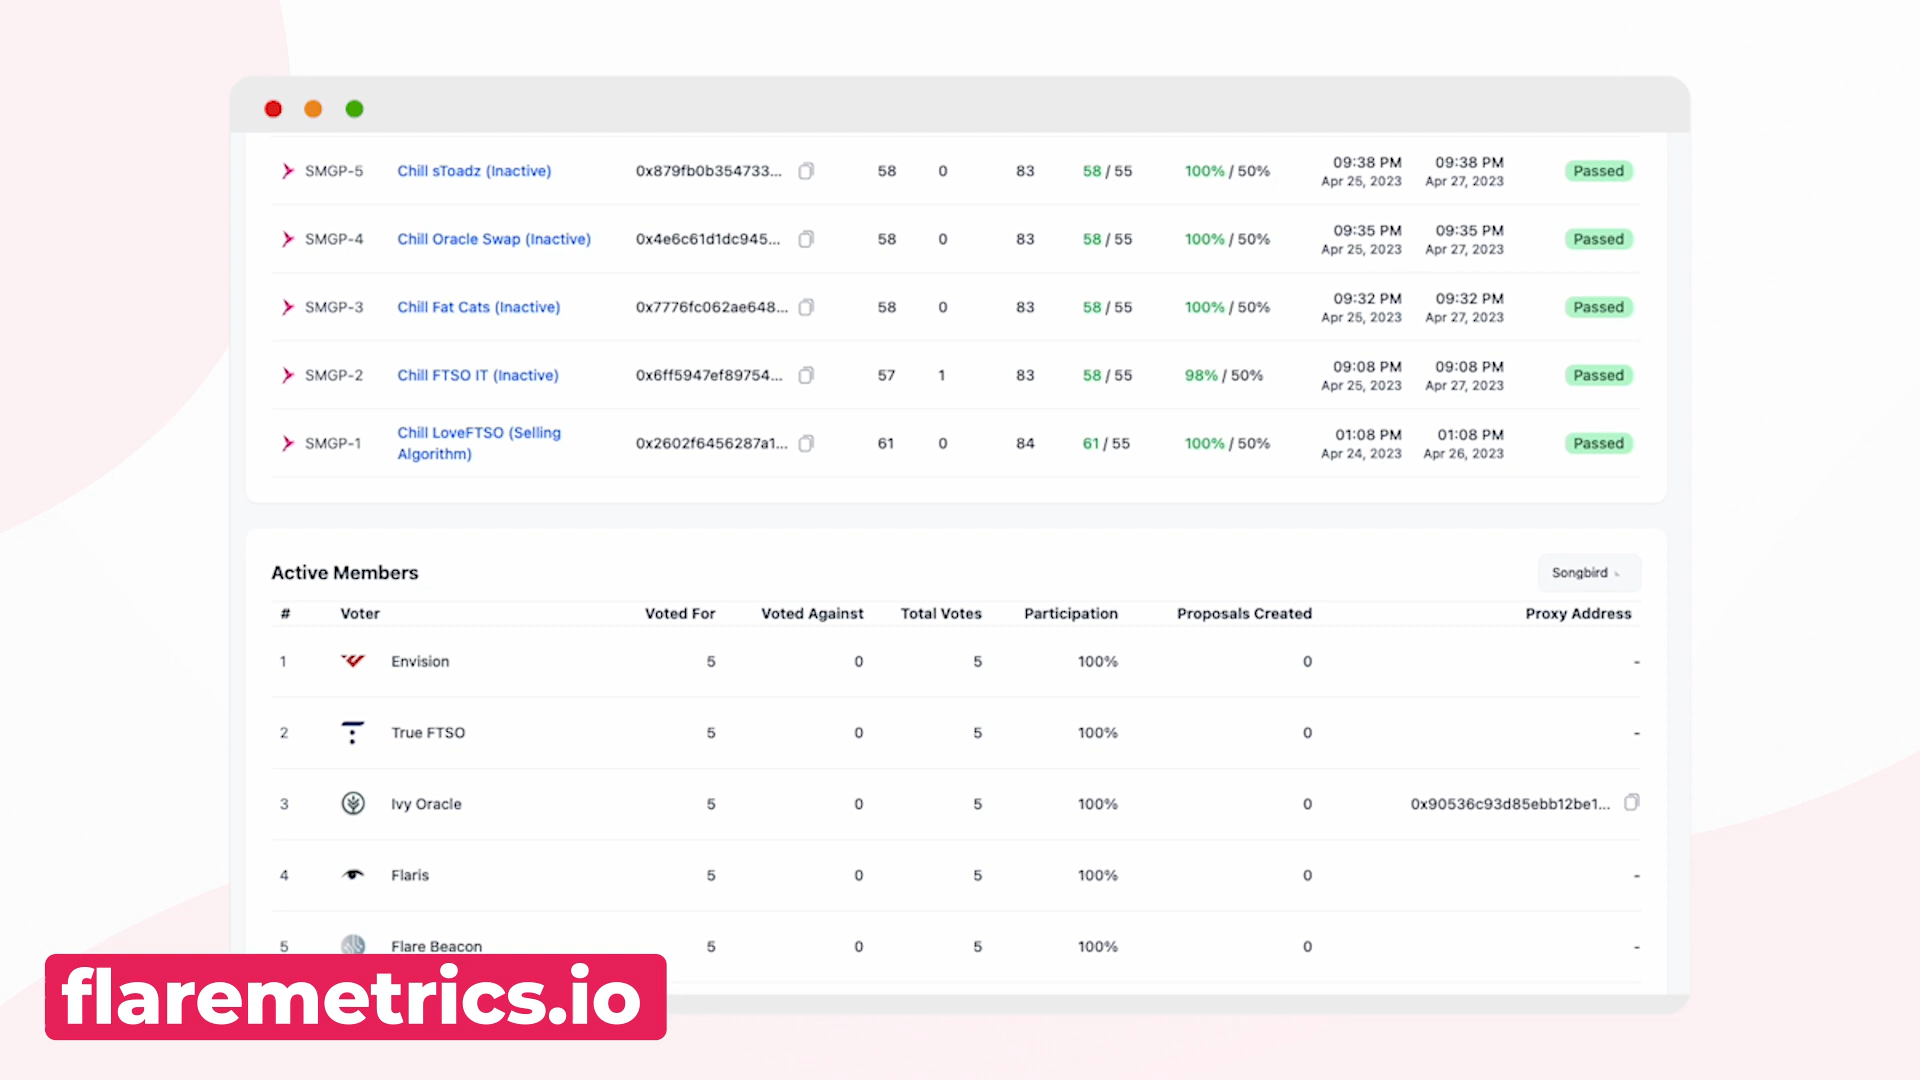 SMGP-5 Chill sToadz (Inactive) 0x879fb0b354733... 58 0 83 58 / 55 100% / 50% 09:38 PM Apr 25, 2023 09:38 PM Apr 27, 2023 Passed
SMGP-4 Chill Oracle Swap (Inactive) 0x4e6c61d1dc945... 58 0 83 58 / 55 100% / 50% 09:35 PM Apr 25, 2023 09:35 PM Apr 27, 2023 Passed
SMGP-3 Chill Fat Cats (Inactive) 0x7776fc062ae648... 58 0 83 58 / 55 100% / 50% 09:32 PM Apr 25, 2023 09:32 PM Apr 27, 2023 Passed
SMGP-2 Chill FTSO IT (Inactive) 0x6ff5947ef89754... 57 1 83 58 / 55 98% / 50% 09:08 PM Apr 25, 2023 09:08 PM Apr 27, 2023 Passed
SMGP-1 Chill LoveFTSO (Selling Algorithm) 0x2602f6456287a1... 61 0 84 61 / 55 100% / 50% 01:08 PM Apr 24, 2023 01:08 PM Apr 26, 2023 Passed
Active Members Songbird
# Voter Voted For Voted Against Total Votes Participation Proposals Created Proxy Address
1 Envision 5 0 5 100% 0 -
2 True FTSO 5 0 5 100% 0 -
3 Ivy Oracle 5 0 5 100% 0 0x90536c93d85ebb12be1...
4 Flaris 5 0 5 100% 0 -
5 Flare Beacon 5 0 5 100% 0 -
flaremetrics.io